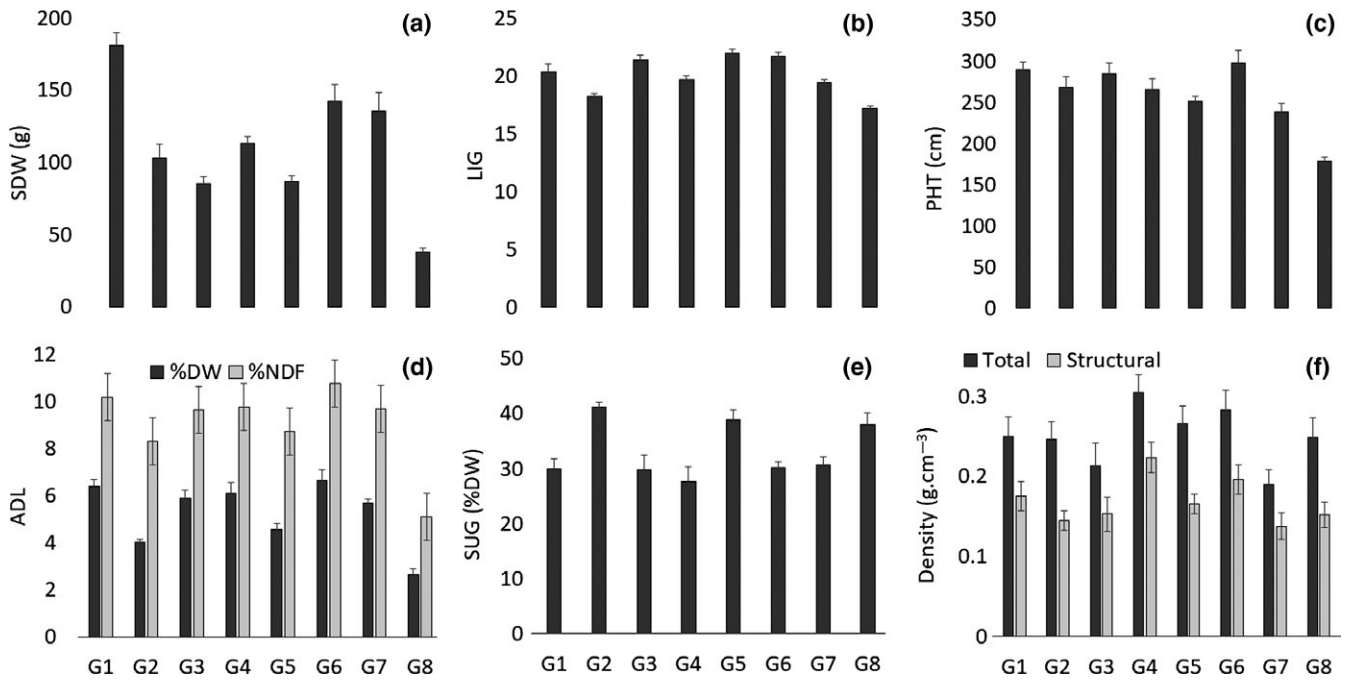 (a)
SDW (g)
200
150
100
50
0
(b)
LIG
25
20
15
10
5
0
(c)
PHT (cm)
350
300
250
200
150
100
50
0
(d)
ADL
%DW %NDF
12
10
8
6
4
2
0
G1 G2 G3 G4 G5 G6 G7 G8
(e)
SUG (%DW)
50
40
30
20
10
0
G1 G2 G3 G4 G5 G6 G7 G8
(f)
Total Structural
Density (g.cm⁻³)
0.3
0.2
0.1
0
G1 G2 G3 G4 G5 G6 G7 G8